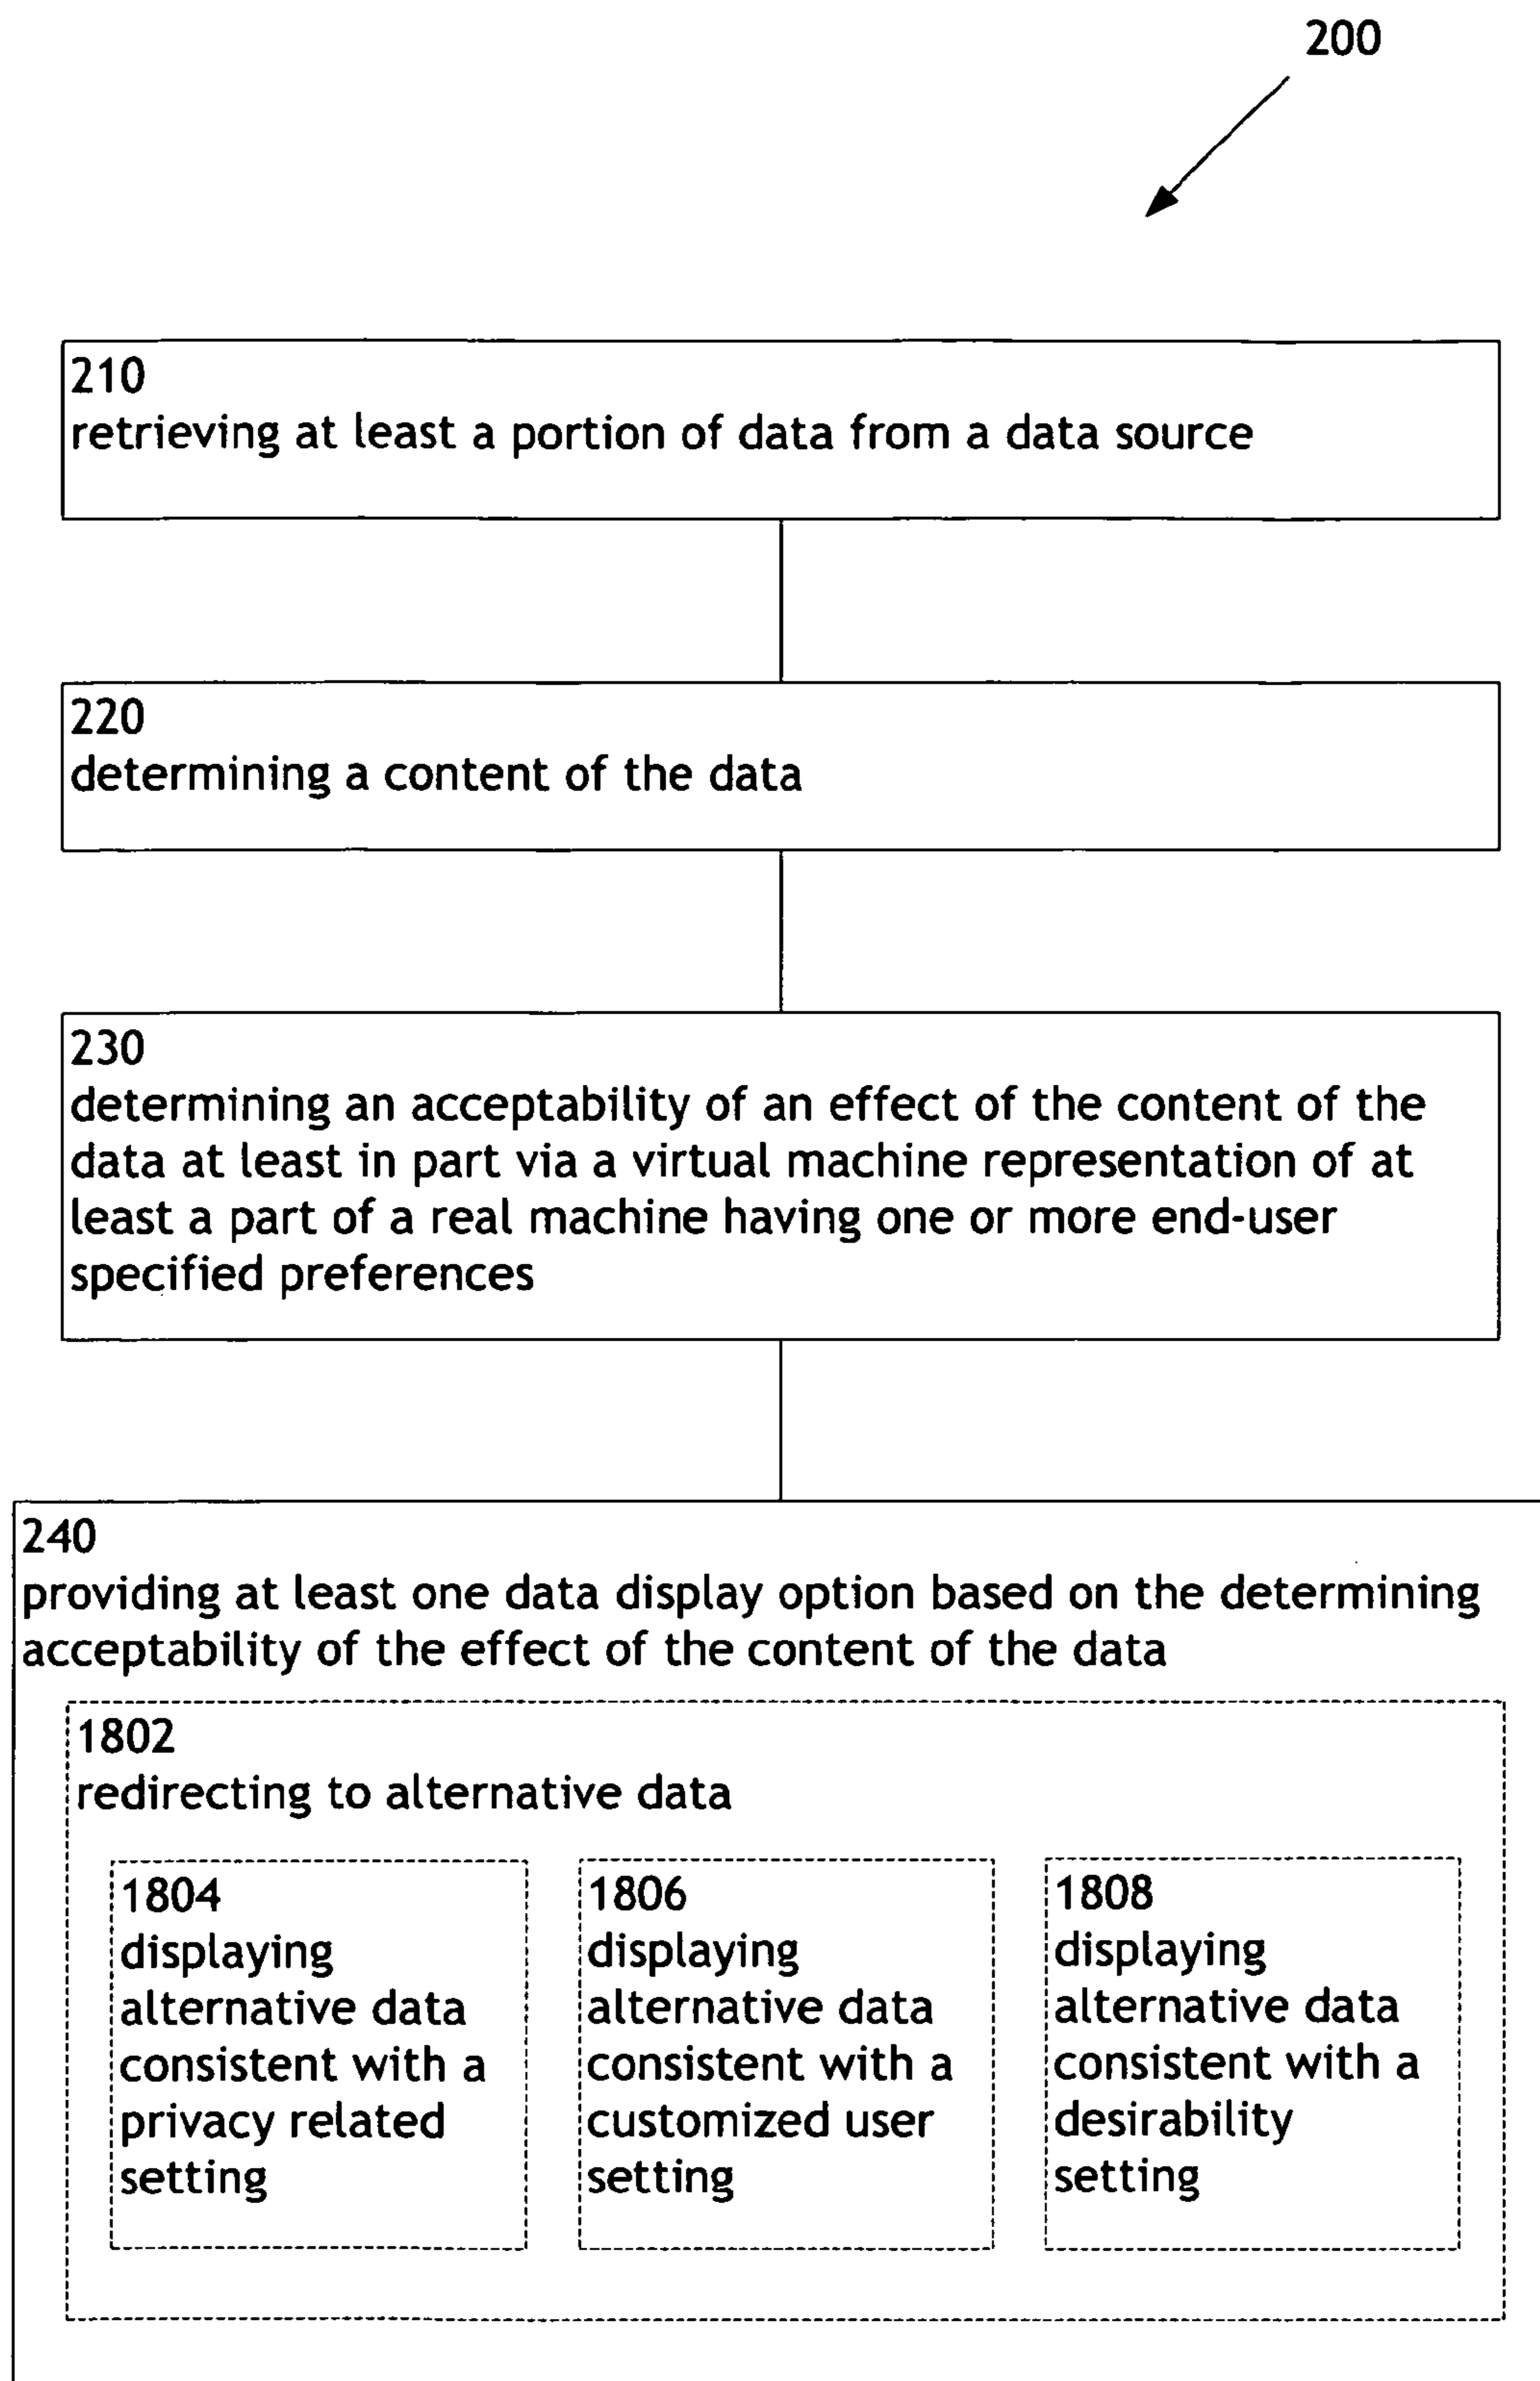 200
210
retrieving at least a portion of data from a data source
220
determining a content of the data
230
determining an acceptability of an effect of the content of the
data at least in part via a virtual machine representation of at
least a part of a real machine having one or more end-user
specified preferences
240
providing at least one data display option based on the determining
acceptability of the effect of the content of the data
1802
redirecting to alternative data
1804
displaying
alternative data
consistent with a
privacy related
setting
1806
displaying
alternative data
consistent with a
customized user
setting
1808
displaying
alternative data
consistent with a
desirability
setting